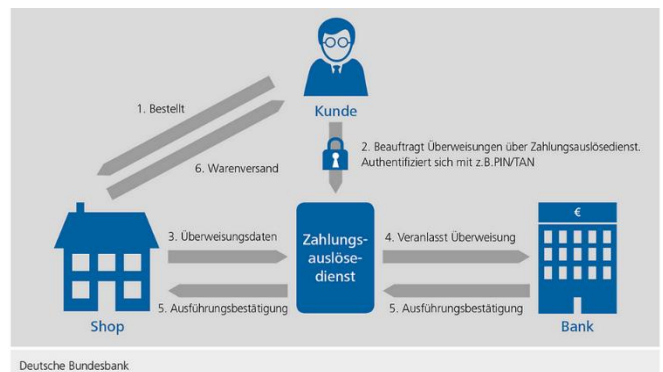 Kunde
1. Bestellt
2. Beauftragt Überweisungen über Zahlungsauslösedienst.
Authentifiziert sich mit z.B.PIN/TAN
6. Warenversand
3. Überweisungsdaten
Zahlungs-
auslöse-
dienst
4. Veranlasst Überweisung
€
5. Ausführungsbestätigung
5. Ausführungsbestätigung
Shop
Bank
Deutsche Bundesbank